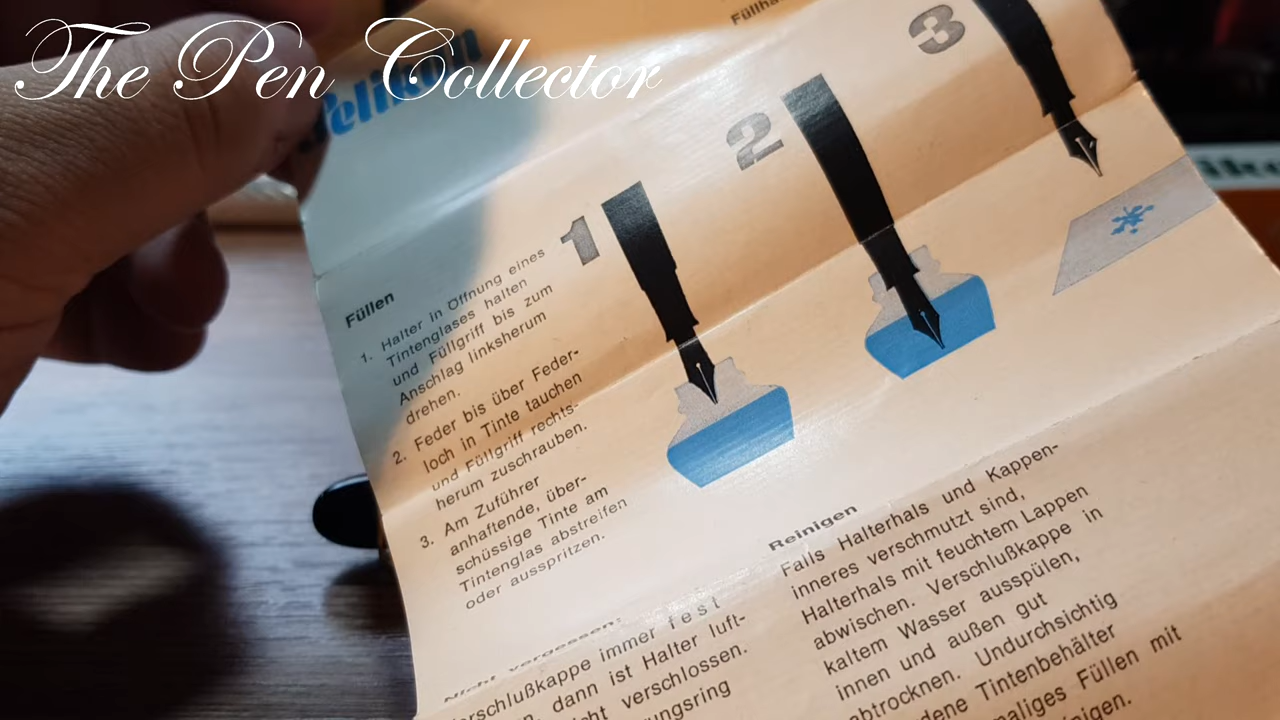 The Pen Collector
Pelikan
1
2
3
Füllen
1. Halter in Öffnung eines
Tintenglases halten
und Füllgriff bis zum
Anschlag linksherum
drehen.
2. Feder bis über Feder-
loch in Tinte tauchen
und Füllgriff rechts-
herum zuschrauben.
3. Am Zuführer
anhaftende, über-
schüssige Tinte am
Tintenglas abstreifen
oder ausspritzen.
Nicht vergessen:
immer fest
dann ist Halter luft-
verschlossen.
Reinigen
Falls Halterhals und Kappen-
inneres verschmutzt sind,
Halterhals mit feuchtem Lappen
abwischen. Verschlußkappe in
kaltem Wasser ausspülen,
innen und außen gut
abtrocknen. Undurchsichtig
Tintenbehälter
Füllen mit